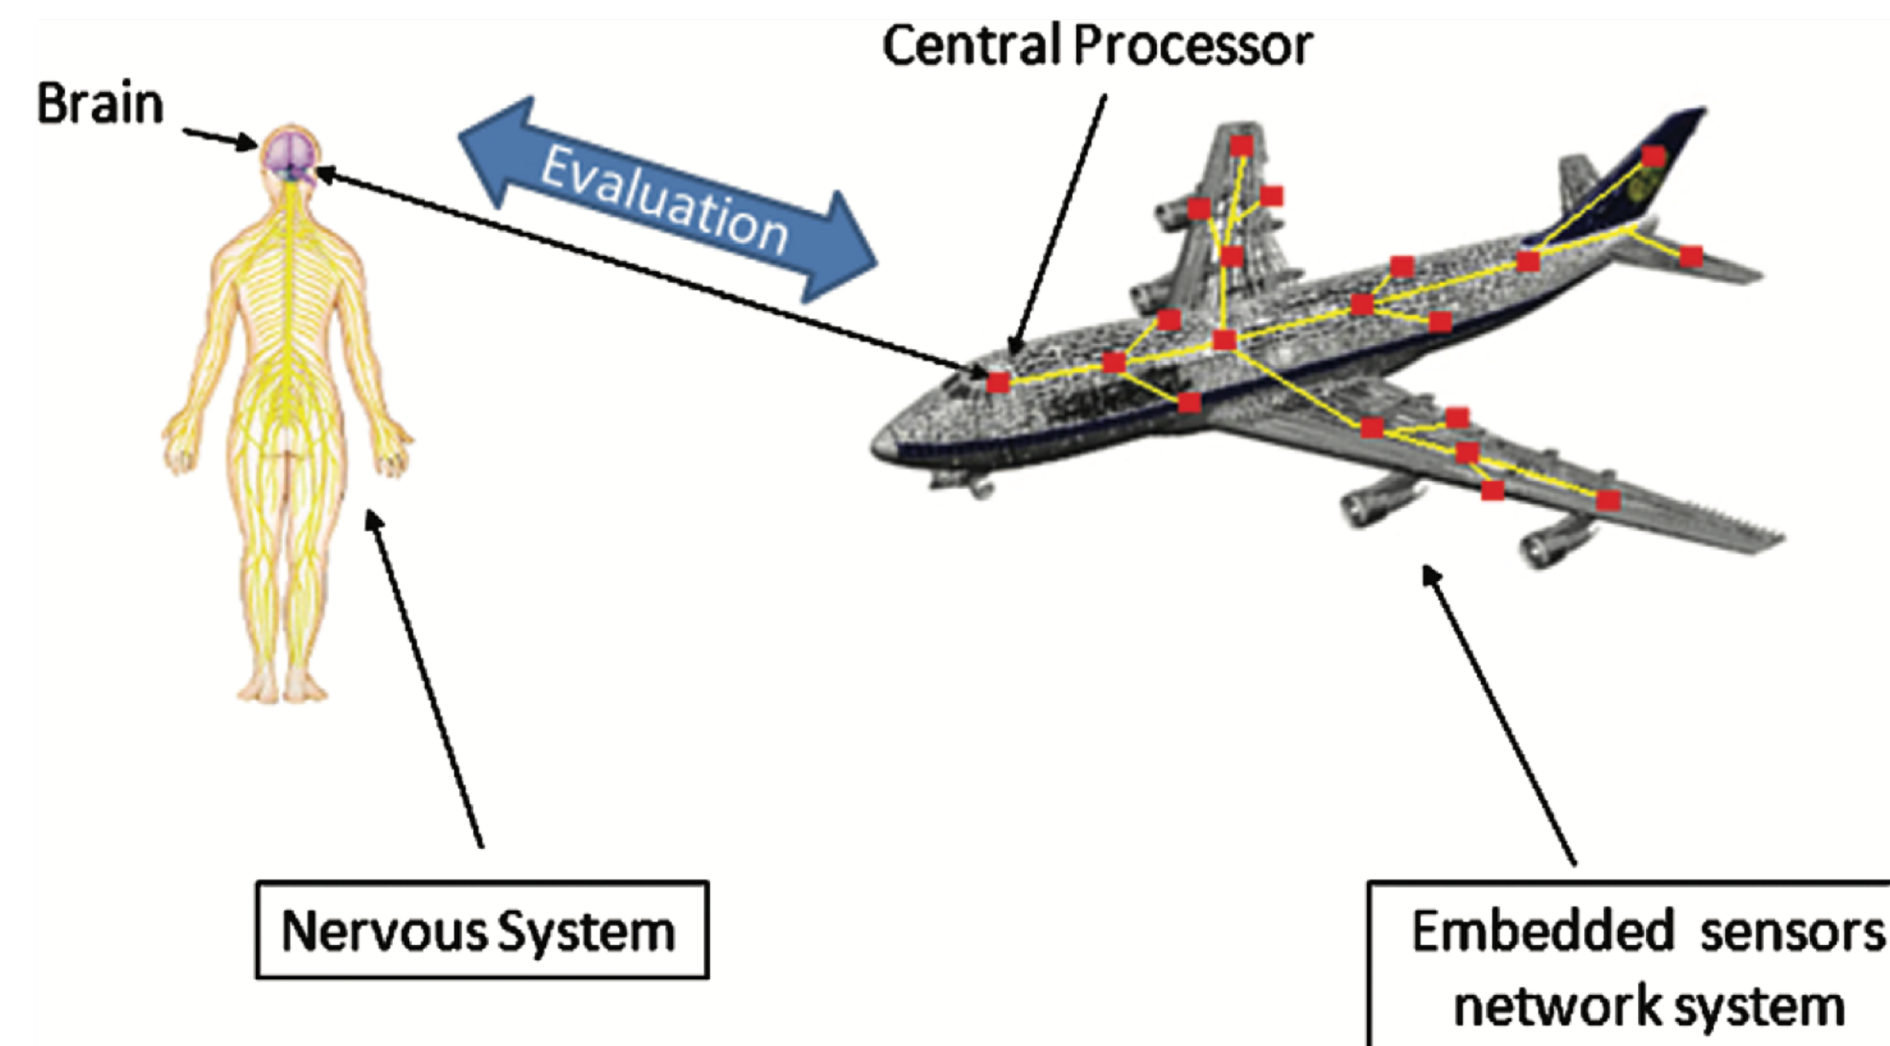 Central Processor
Brain
Evaluation
Nervous System
Embedded sensors
network system